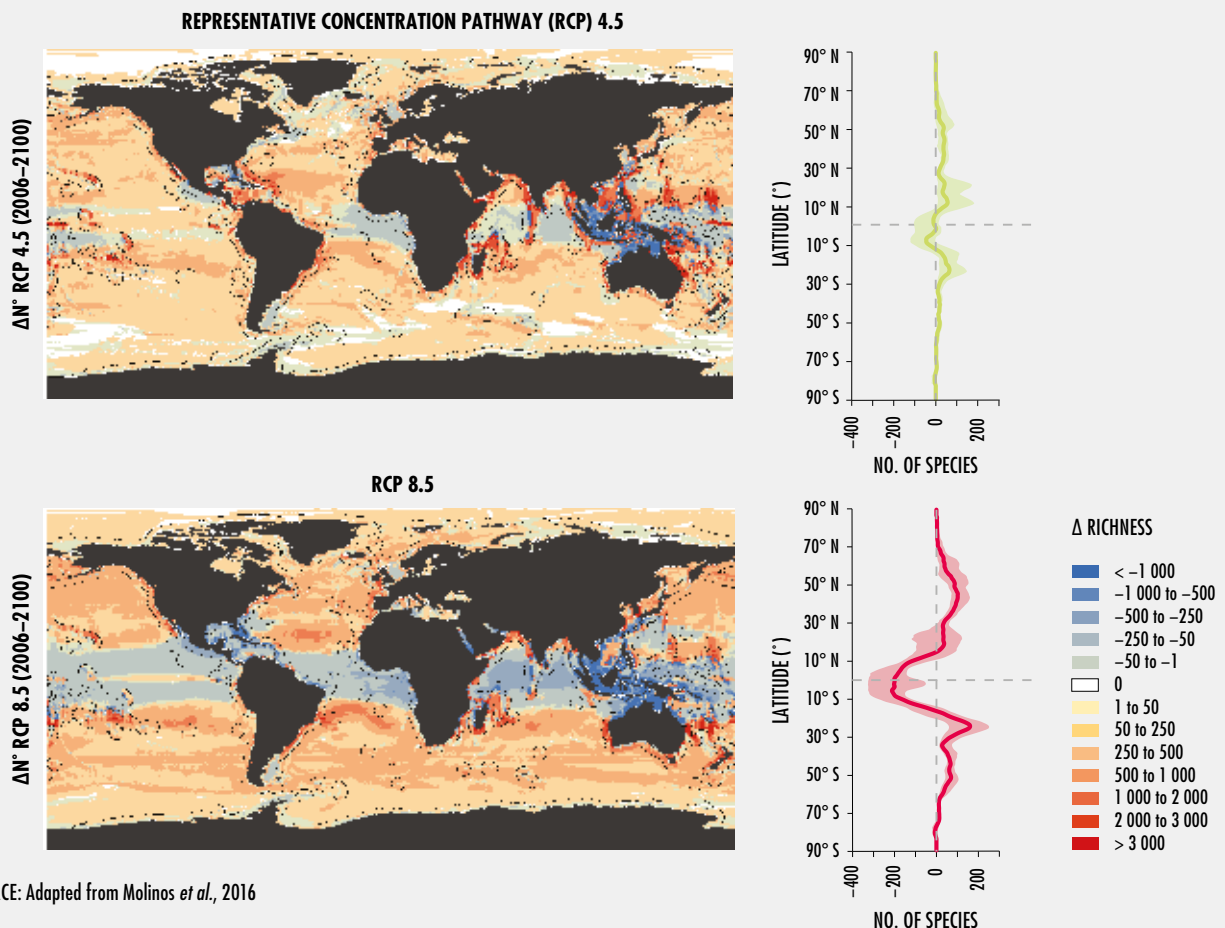 REPRESENTATIVE CONCENTRATION PATHWAY (RCP) 4.5
ΔN° RCP 4.5 (2006–2100)
LATITUDE (°)
90° N
70° N
50° N
30° N
10° N
10° S
30° S
50° S
70° S
90° S
–400
–200
0
200
NO. OF SPECIES
RCP 8.5
ΔN° RCP 8.5 (2006–2100)
LATITUDE (°)
90° N
70° N
50° N
30° N
10° N
10° S
30° S
50° S
70° S
90° S
–400
–200
0
200
NO. OF SPECIES
Δ RICHNESS
< –1 000
–1 000 to –500
–500 to –250
–250 to –50
–50 to –1
0
1 to 50
50 to 250
250 to 500
500 to 1 000
1 000 to 2 000
2 000 to 3 000
> 3 000
CE: Adapted from Molinos et al., 2016